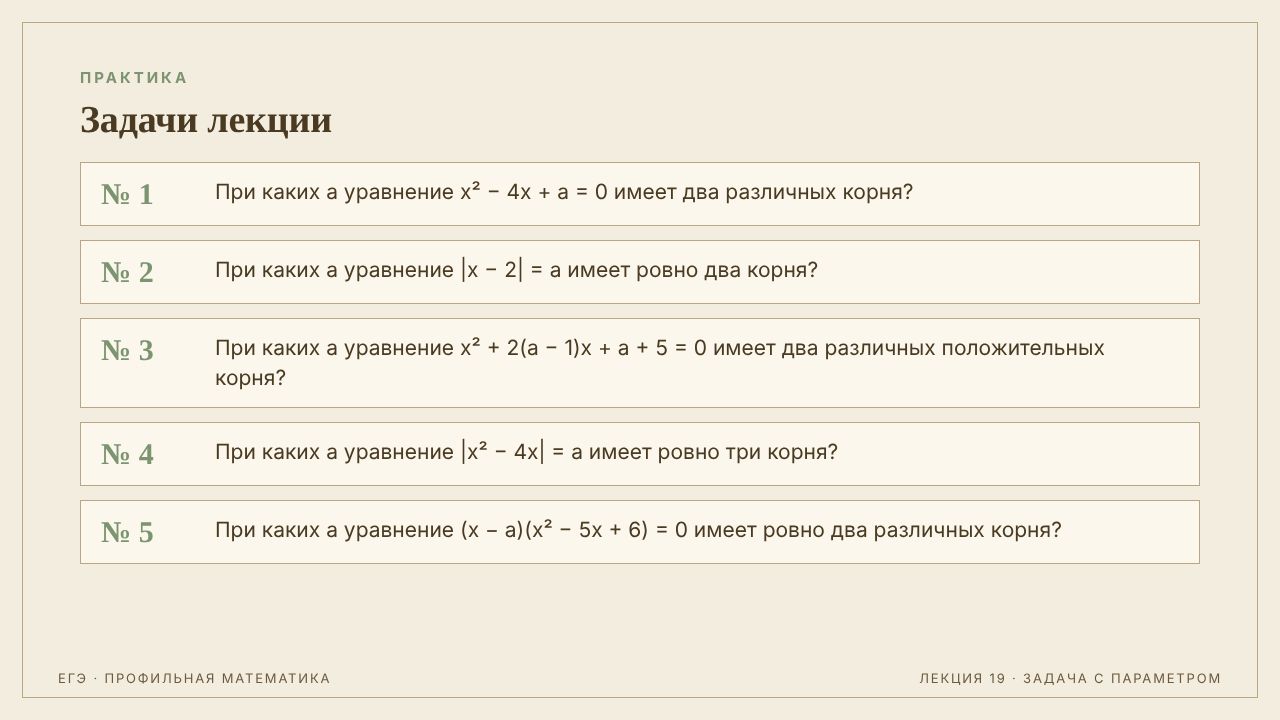 ПРАКТИКА
Задачи лекции
№ 1
При каких a уравнение x² − 4x + a = 0 имеет два различных корня?
№ 2
При каких a уравнение |x − 2| = a имеет ровно два корня?
№ 3
При каких a уравнение x² + 2(a − 1)x + a + 5 = 0 имеет два различных положительных
корня?
№ 4
При каких a уравнение |x² − 4x| = a имеет ровно три корня?
№ 5
При каких a уравнение (x − a)(x² − 5x + 6) = 0 имеет ровно два различных корня?
ЕГЭ · ПРОФИЛЬНАЯ МАТЕМАТИКА
ЛЕКЦИЯ 19 · ЗАДАЧА С ПАРАМЕТРОМ